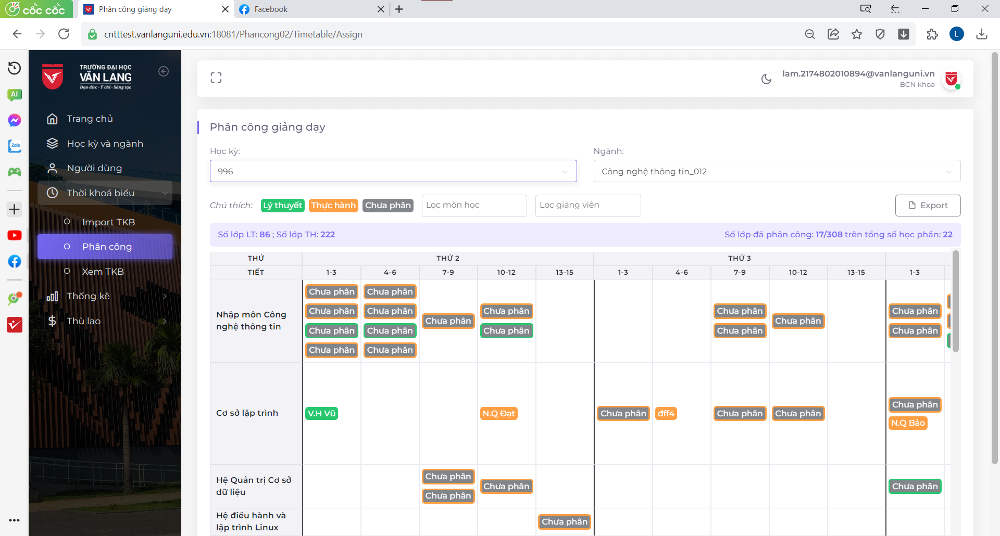 cốc cốc
Phân công giảng dạy
Facebook
cntttest.vanlanguni.edu.vn:18081/Phancong02/Timetable/Assign
L
AI
Zalo
TRƯỜNG ĐẠI HỌC
VĂN LANG
Đạo đức - Ý chí - Sáng tạo
Trang chủ
Học kỳ và ngành
Người dùng
Thời khoá biểu
Import TKB
Phân công
Xem TKB
Thống kê
Thù lao
lam.2174802010894@vanlanguni.vn
BCN khoa
Phân công giảng dạy
Học kỳ:
Ngành:
996
Công nghệ thông tin_012
Chú thích: Lý thuyết Thực hành Chưa phân Lọc môn học Lọc giảng viên Export
Số lớp LT: 86 ; Số lớp TH: 222
Số lớp đã phân công: 17/308 trên tổng số học phần: 22
THỨ THỨ 2 THỨ 3
TIẾT 1-3 4-6 7-9 10-12 13-15 1-3 4-6 7-9 10-12 13-15 1-3
Nhập môn Công
nghệ thông tin
Chưa phân Chưa phân
Chưa phân Chưa phân Chưa phân Chưa phân Chưa phân
Chưa phân Chưa phân
Chưa phân Chưa phân Chưa phân Chưa phân Chưa phân
Chưa phân Chưa phân
Cơ sở lập trình
Chưa phân
V.H Vũ N.Q Đạt Chưa phân đff4 Chưa phân Chưa phân
N.Q Bảo
Hệ Quản trị Cơ sở
dữ liệu
Chưa phân
Chưa phân Chưa phân
Chưa phân
Hệ điều hành và
lập trình Linux
Chưa phân